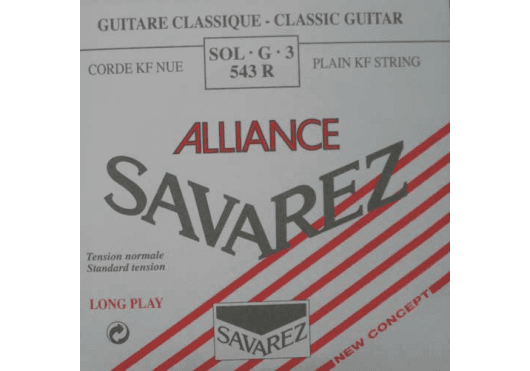 GUITARE CLASSIQUE - CLASSIC GUITAR
CORDE KF NUE
SOL · G · 3
543 R
PLAIN KF STRING
ALLIANCE
SAVAREZ
Tension normale
Standard tension
LONG PLAY
SAVAREZ
NEW CONCEPT